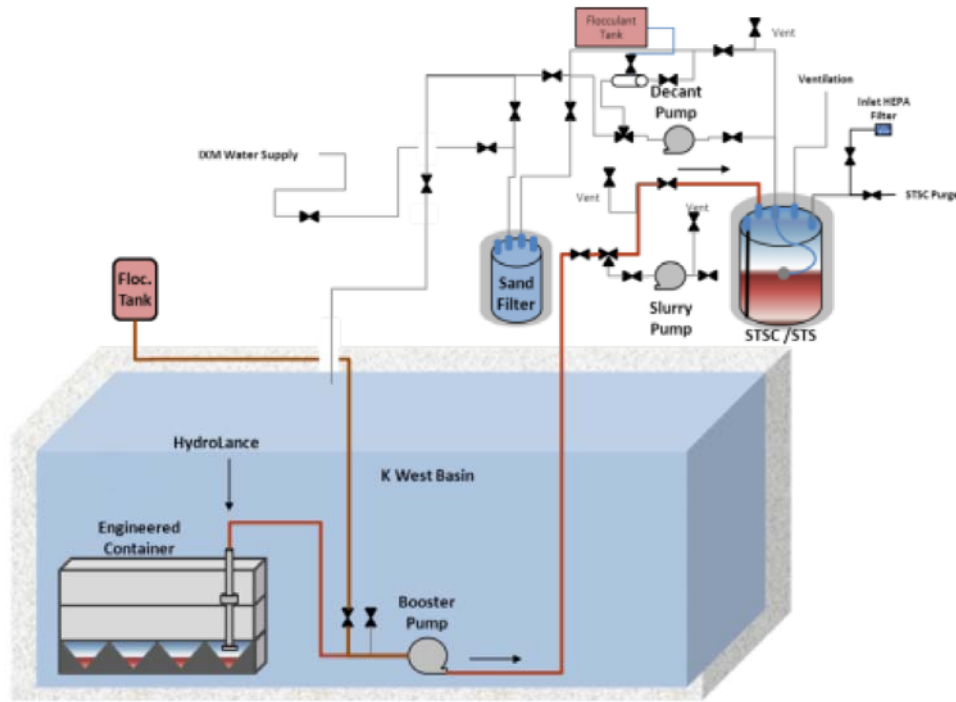 Flocculant
Tank
Vent
Decant
Pump
Ventilation
Inlet HEPA
Filter
IXM Water Supply
Vent
Vent
STSC Purge
Floc.
Tank
Sand
Filter
Slurry
Pump
STSC /STS
HydroLance
K West Basin
Engineered
Container
Booster
Pump